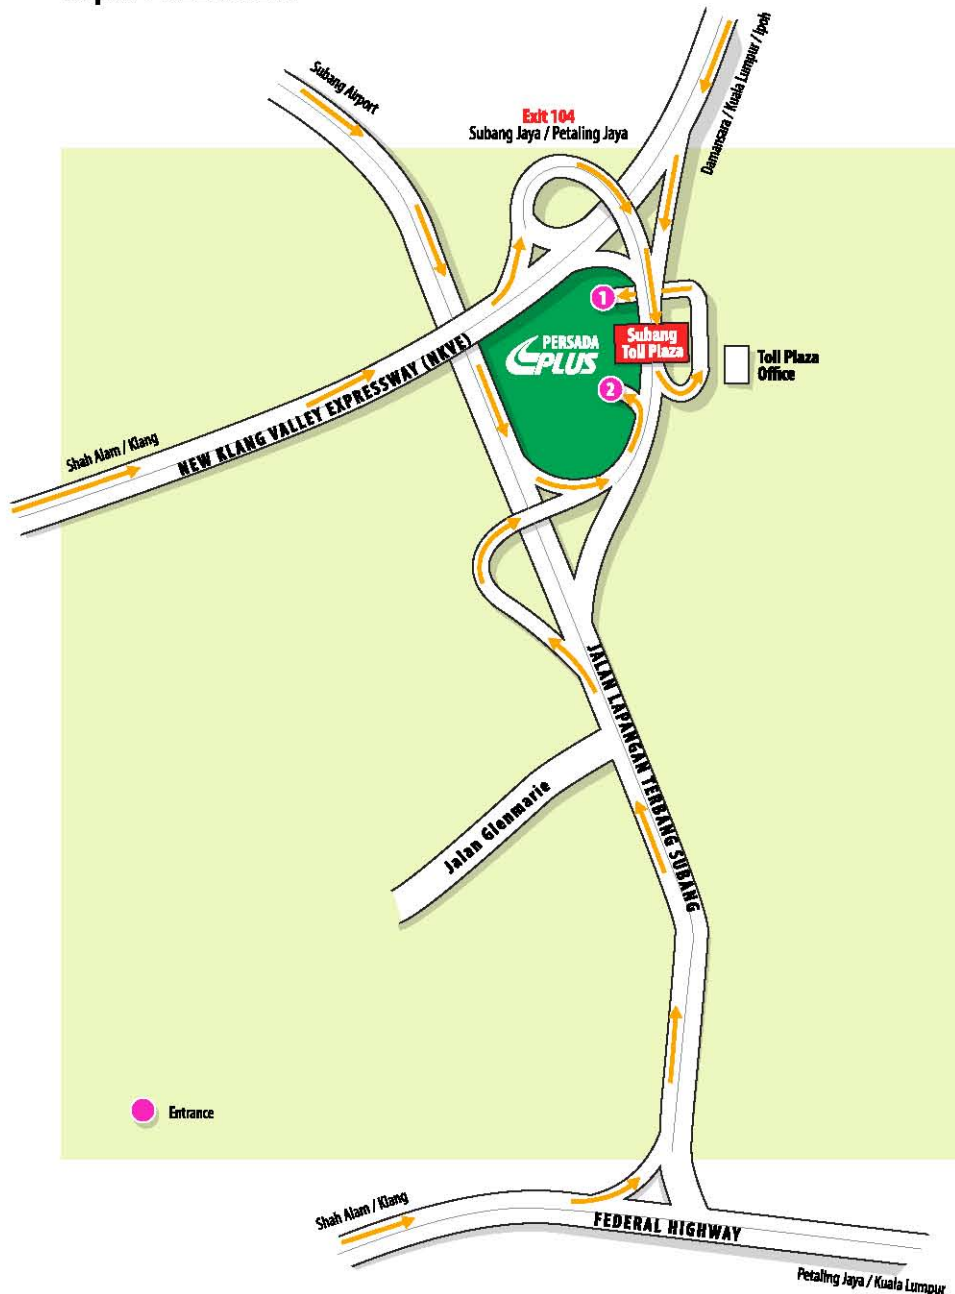 Subang Airport
Damansara / Kuala Lumpur / Ipoh
Exit 104
Subang Jaya / Petaling Jaya
1
PERSADA
PLUS
Subang
Toll Plaza
Toll Plaza
Office
2
NEW KLANG VALLEY EXPRESSWAY (NKVE)
Shah Alam / Klang
JALAN LAPANGAN TERBANG SUBANG
Jalan Glenmarie
Entrance
Shah Alam / Klang
FEDERAL HIGHWAY
Petaling Jaya / Kuala Lumpur